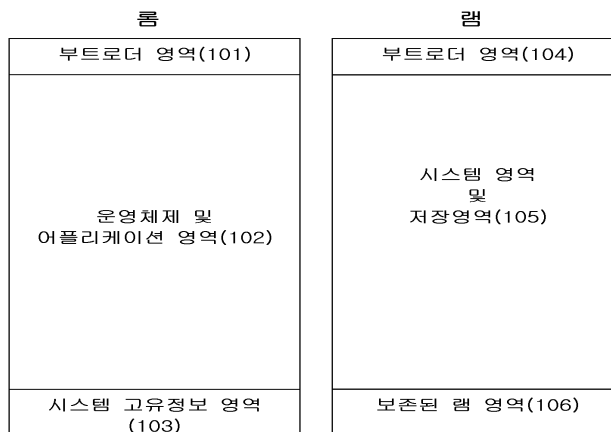 롬
부트로더 영역(101)
운영체제 및
어플리케이션 영역(102)
시스템 고유정보 영역
(103)
램
부트로더 영역(104)
시스템 영역
및
저장영역(105)
보존된 램 영역(106)